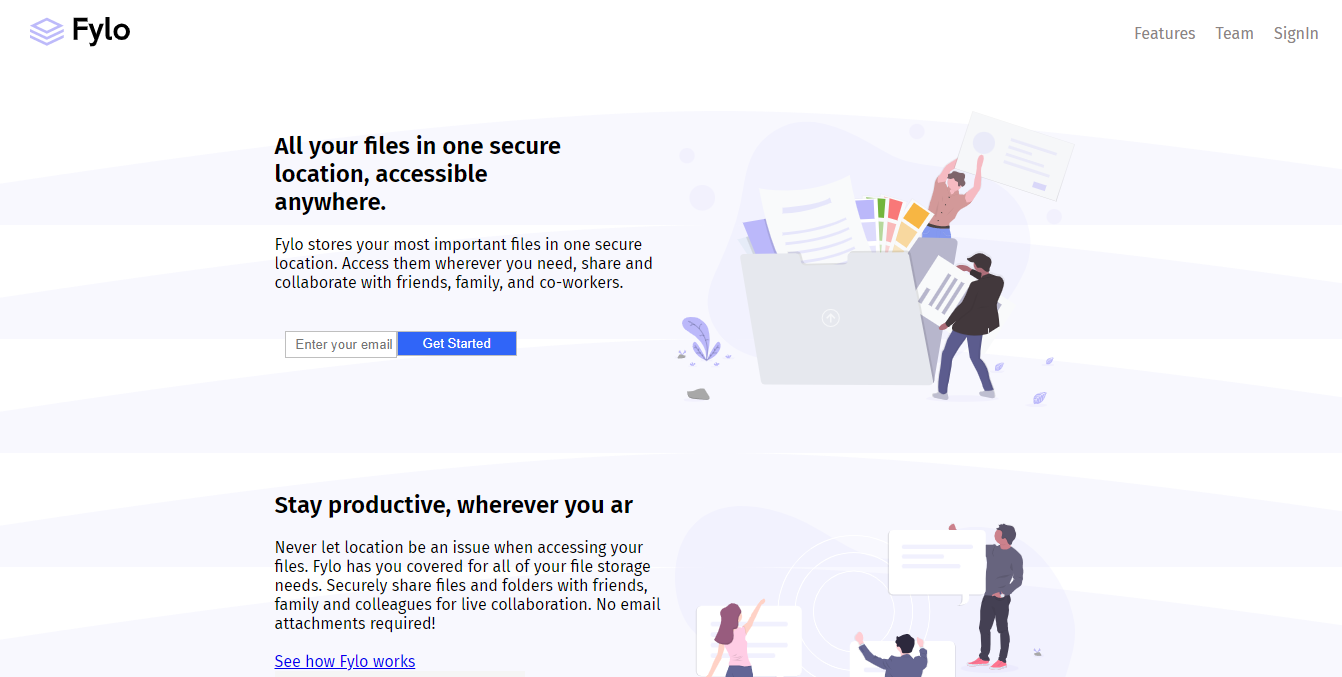 Fylo
Features Team SignIn
All your files in one secure
location, accessible
anywhere.
Fylo stores your most important files in one secure
location. Access them wherever you need, share and
collaborate with friends, family, and co-workers.
Enter your email Get Started
Stay productive, wherever you ar
Never let location be an issue when accessing your
files. Fylo has you covered for all of your file storage
needs. Securely share files and folders with friends,
family and colleagues for live collaboration. No email
attachments required!
See how Fylo works